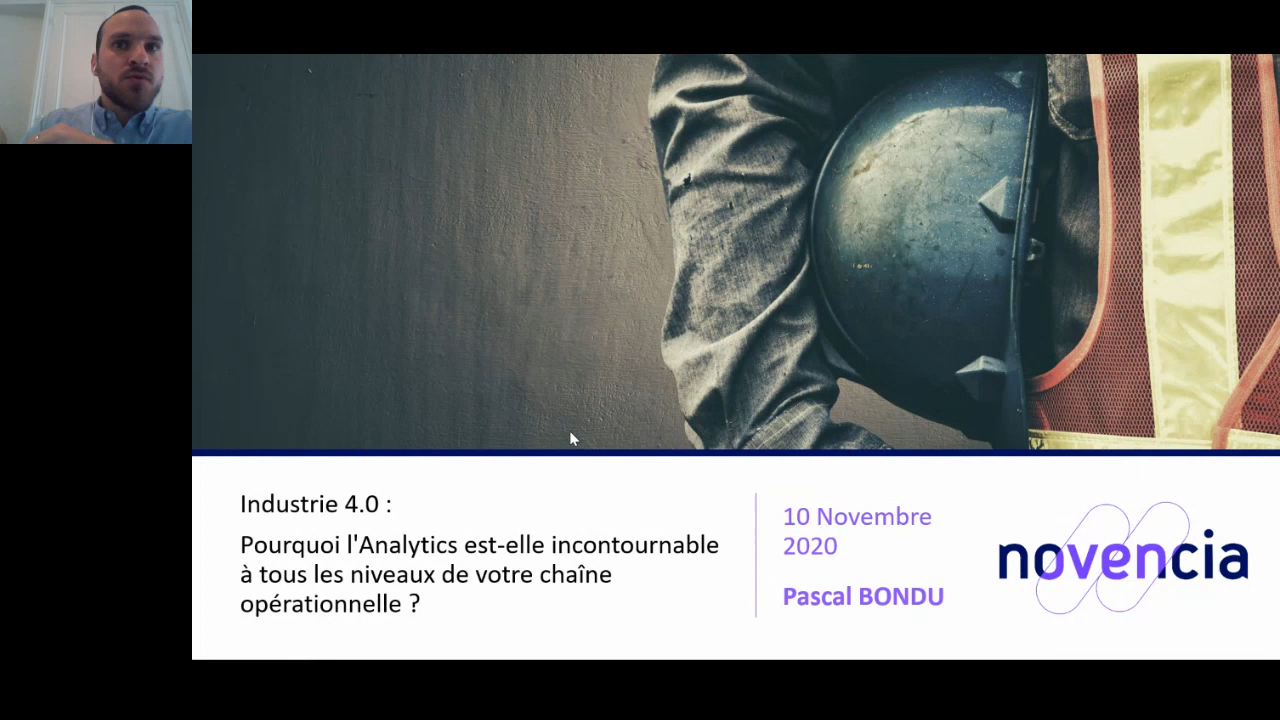 Industrie 4.0 :
Pourquoi l'Analytics est-elle incontournable
à tous les niveaux de votre chaîne
opérationnelle ?
10 Novembre
2020
Pascal BONDU
novencia